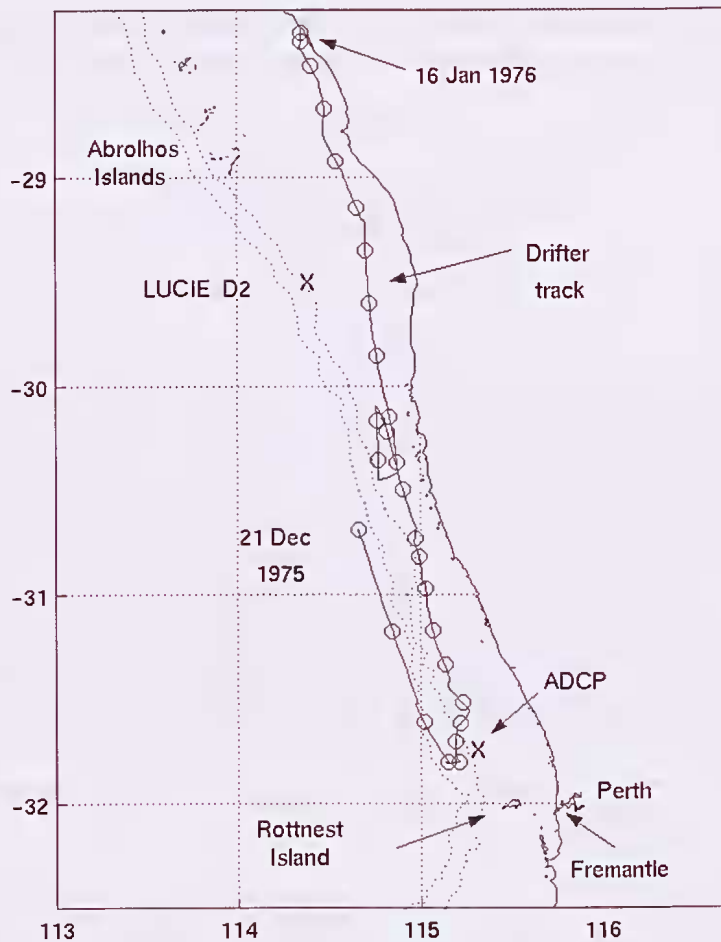 16 Jan 1976
Abrolhos
Islands
-29
Drifter
track
LUCIE D2
X
-30
21 Dec
1975
-31
ADCP
X
-32
Perth
Rottnest
Island
Fremantle
113
114
115
116